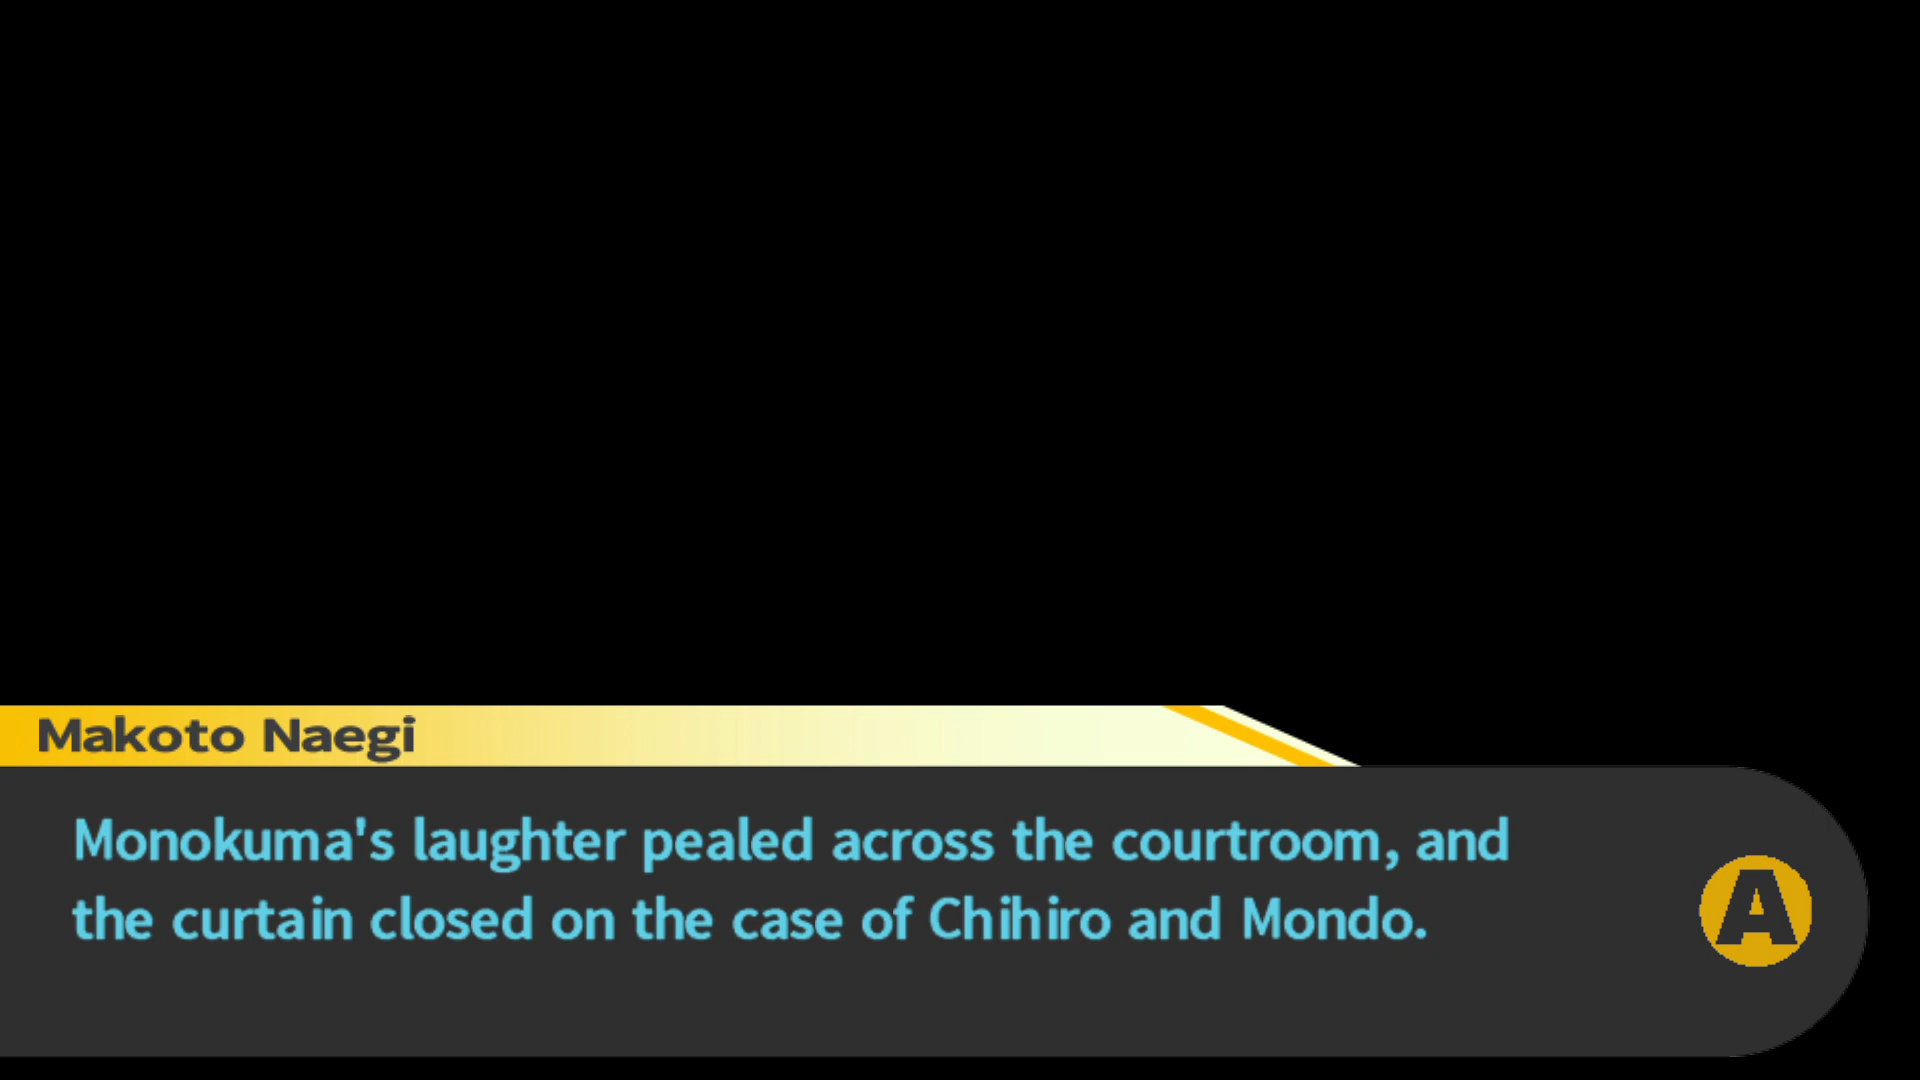 Makoto Naegi
Monokuma's laughter pealed across the courtroom, and
the curtain closed on the case of Chihiro and Mondo.
A